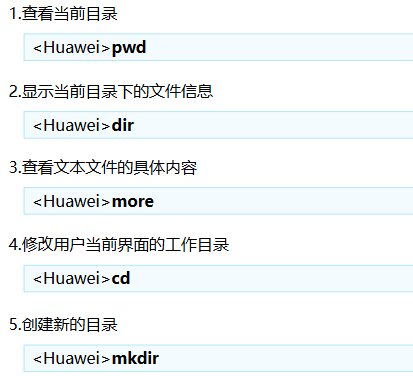 1.查看当前目录
<Huawei>pwd
2.显示当前目录下的文件信息
<Huawei>dir
3.查看文本文件的具体内容
<Huawei>more
4.修改用户当前界面的工作目录
<Huawei>cd
5.创建新的目录
<Huawei>mkdir